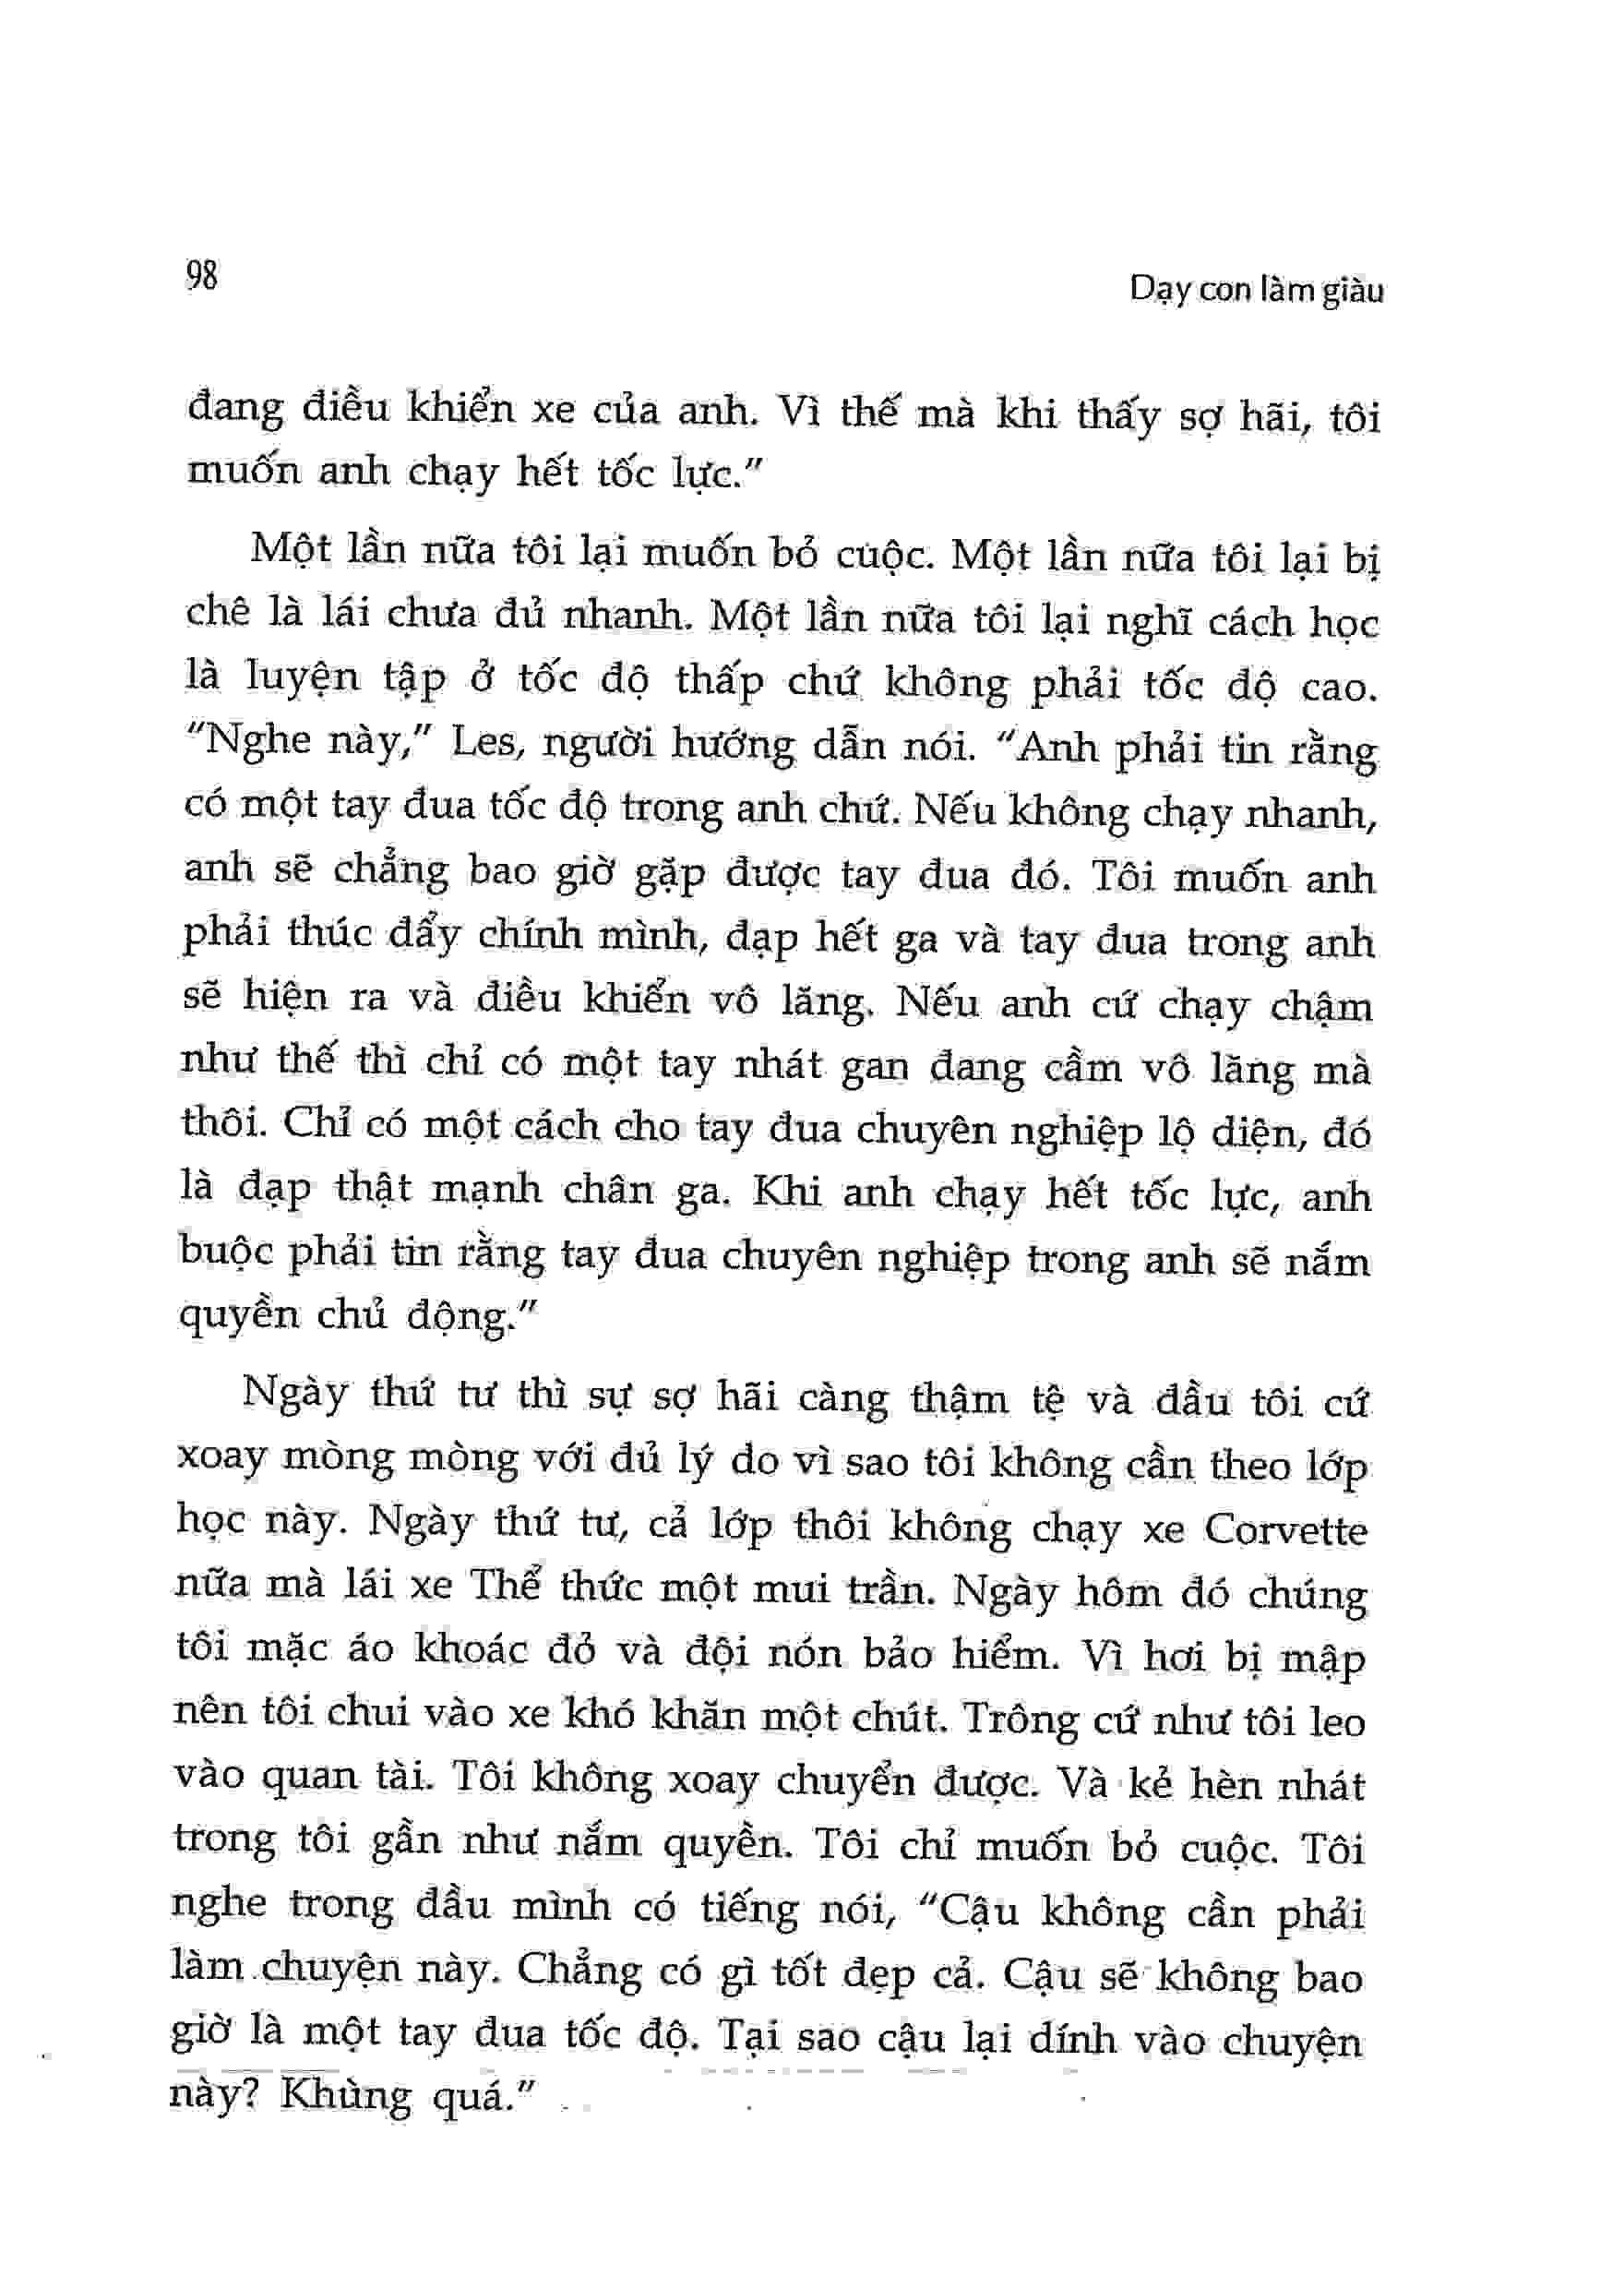 98
Dạy con làm giàu
đang điều khiển xe của anh. Vì thế mà khi thấy sợ hãi, tôi
muốn anh chạy hết tốc lực."
Một lần nữa tôi lại muốn bỏ cuộc. Một lần nữa tôi lại bị
chê là lái chưa đủ nhanh. Một lần nữa tôi lại nghĩ cách học
là luyện tập ở tốc độ thấp chứ không phải tốc độ cao.
"Nghe này," Les, người hướng dẫn nói. "Anh phải tin rằng
có một tay đua tốc độ trong anh chứ. Nếu không chạy nhanh,
anh sẽ chẳng bao giờ gặp được tay đua đó. Tôi muốn anh
phải thúc đẩy chính mình, đạp hết ga và tay đua trong anh
sẽ hiện ra và điều khiển vô lăng. Nếu anh cứ chạy chậm
như thế thì chỉ có một tay nhát gan đang cầm vô lăng mà
thôi. Chỉ có một cách cho tay đua chuyên nghiệp lộ diện, đó
là đạp thật mạnh chân ga. Khi anh chạy hết tốc lực, anh
buộc phải tin rằng tay đua chuyên nghiệp trong anh sẽ nắm
quyền chủ động."
Ngày thứ tư thì sự sợ hãi càng thậm tệ và đầu tôi cứ
xoay mòng mòng với đủ lý do vì sao tôi không cần theo lớp
học này. Ngày thứ tư, cả lớp thôi không chạy xe Corvette
nữa mà lái xe Thể thức một mui trần. Ngày hôm đó chúng
tôi mặc áo khoác đỏ và đội nón bảo hiểm. Vì hơi bị mập
nên tôi chui vào xe khó khăn một chút. Trông cứ như tôi leo
vào quan tài. Tôi không xoay chuyển được. Và kẻ hèn nhát
trong tôi gần như nắm quyền. Tôi chỉ muốn bỏ cuộc. Tôi
nghe trong đầu mình có tiếng nói, "Cậu không cần phải
làm chuyện này. Chẳng có gì tốt đẹp cả. Cậu sẽ không bao
giờ là một tay đua tốc độ. Tại sao cậu lại dính vào chuyện
này? Khùng quá."